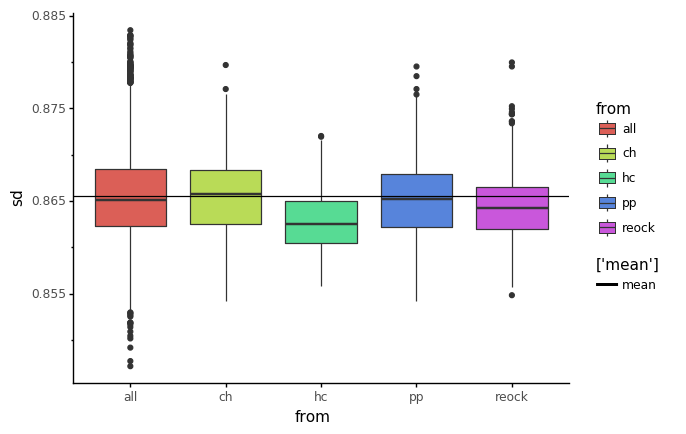 0.885
0.875
0.865
0.855
sd
all
ch
hc
pp
reock
from
from
all
ch
hc
pp
reock
['mean']
mean